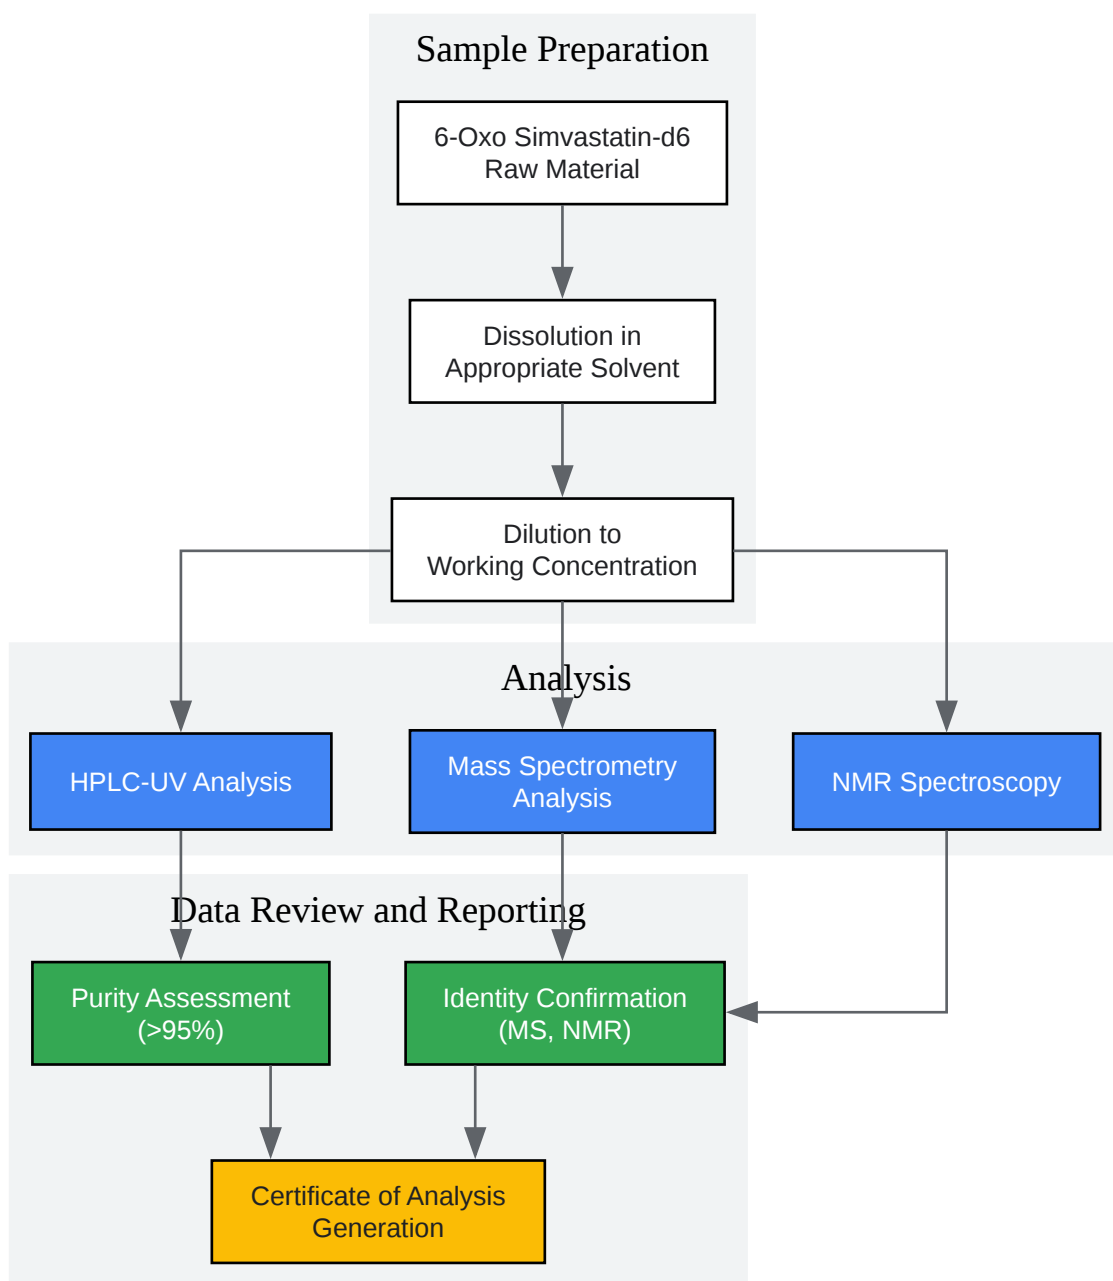 Sample Preparation
6-Oxo Simvastatin-d6
Raw Material
Dissolution in
Appropriate Solvent
Dilution to
Working Concentration
Analysis
HPLC-UV Analysis
Mass Spectrometry
Analysis
NMR Spectroscopy
Data Review and Reporting
Purity Assessment
(>95%)
Identity Confirmation
(MS, NMR)
Certificate of Analysis
Generation